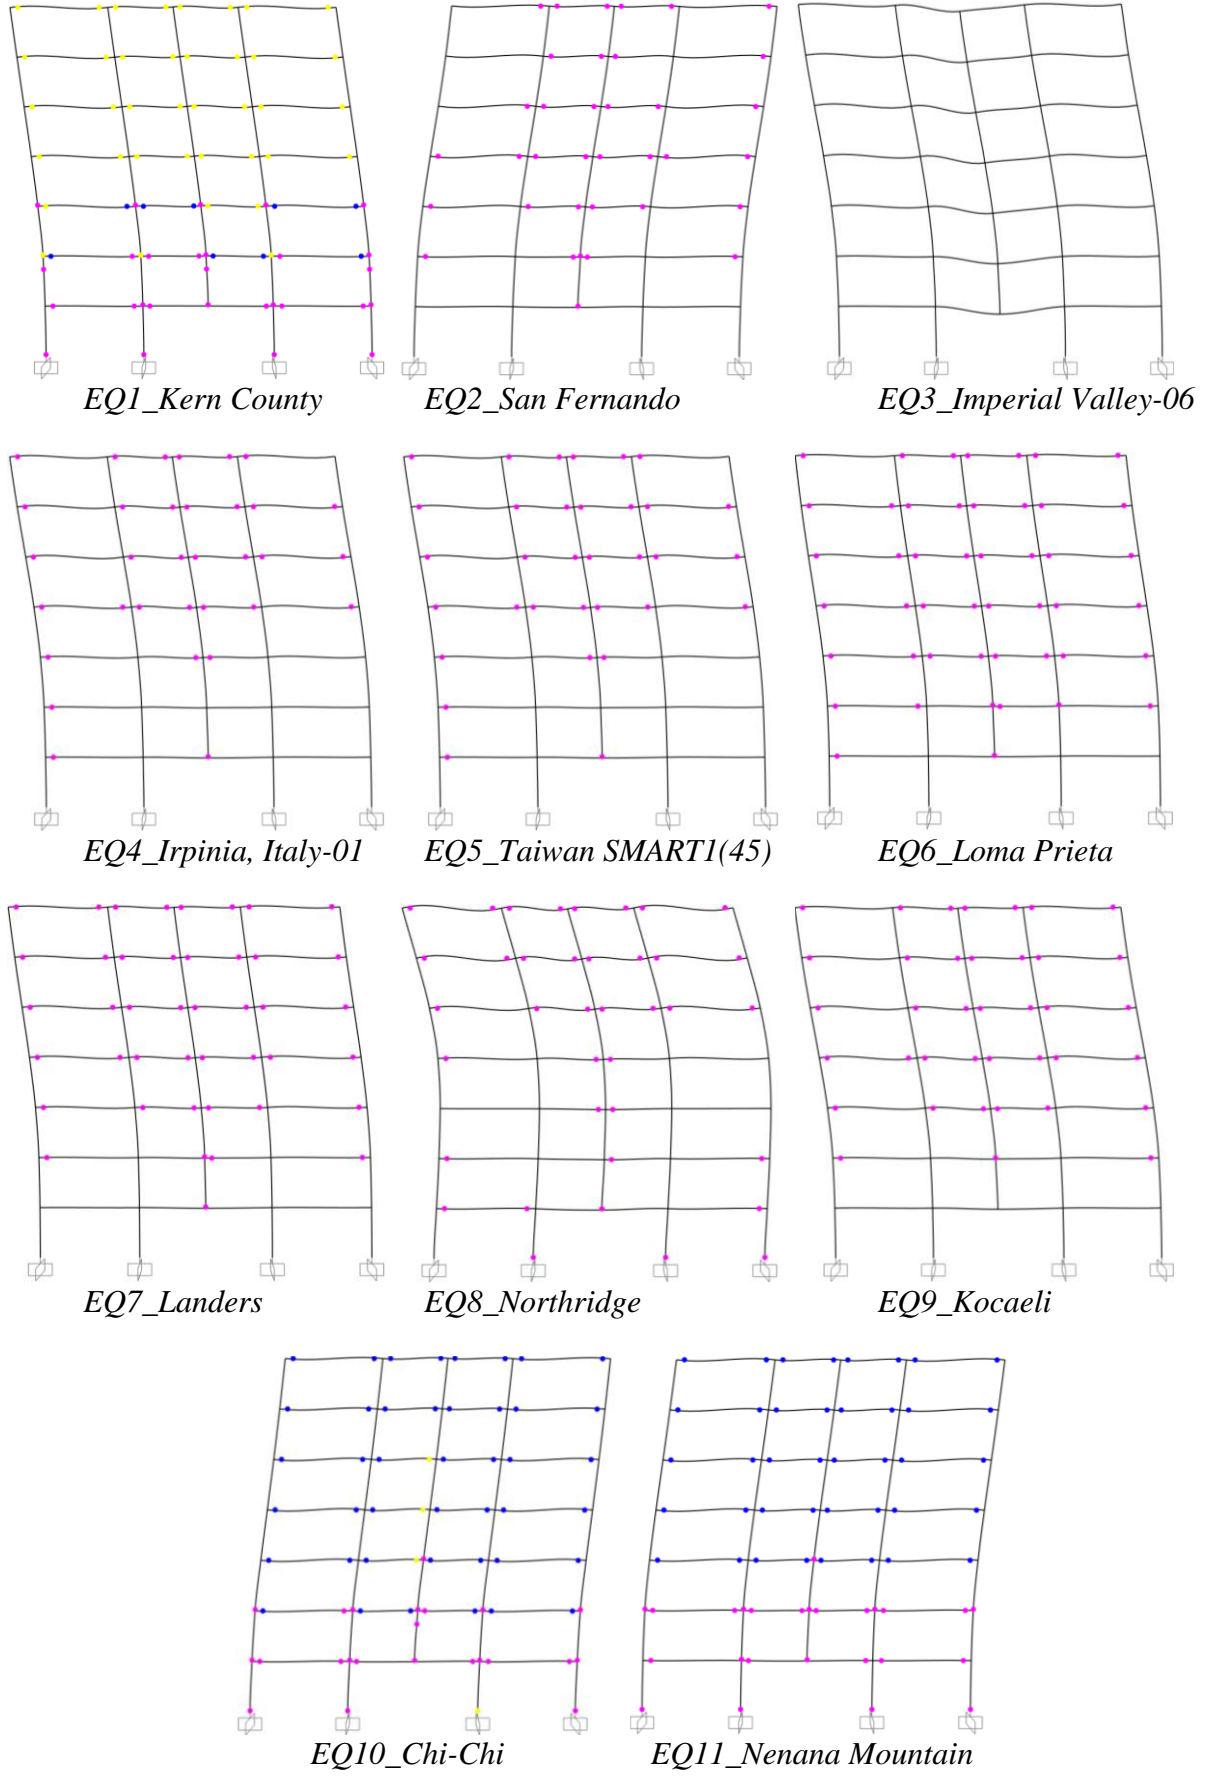 EQ1_Kern County
EQ2_San Fernando
EQ3_Imperial Valley-06
EQ4_Irpinia, Italy-01
EQ5_Taiwan SMART1(45)
EQ6_Loma Prieta
EQ7_Landers
EQ8_Northridge
EQ9_Kocaeli
EQ10_Chi-Chi
EQ11_Nenana Mountain